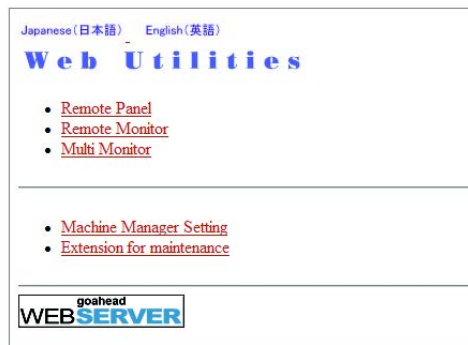 Japanese(日本語) English(英語)
Web Utilities
Remote Panel
Remote Monitor
Multi Monitor
Machine Manager Setting
Extension for maintenance
goahead
WEBSERVER